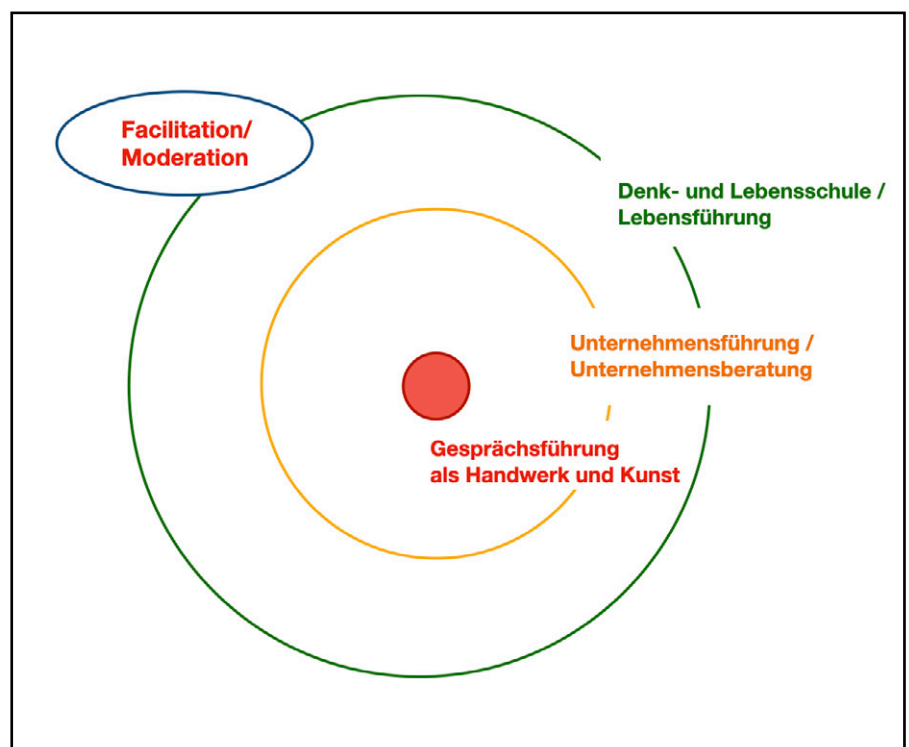 Facilitation/
Moderation
Denk- und Lebensschule /
Lebensführung
Unternehmensführung /
Unternehmensberatung
Gesprächsführung
als Handwerk und Kunst